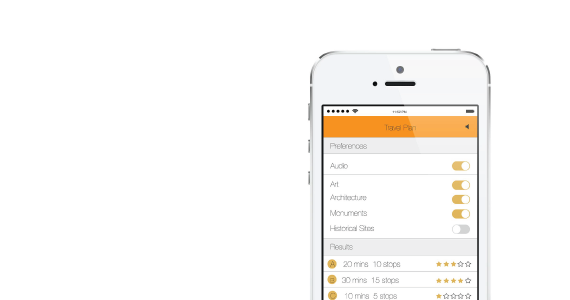 Travel Plan
Preferences
Audio
Art
Architecture
Monuments
Historical Sites
Results
A 20 mins 10 stops
B 30 mins 15 stops
C 10 mins 5 stops